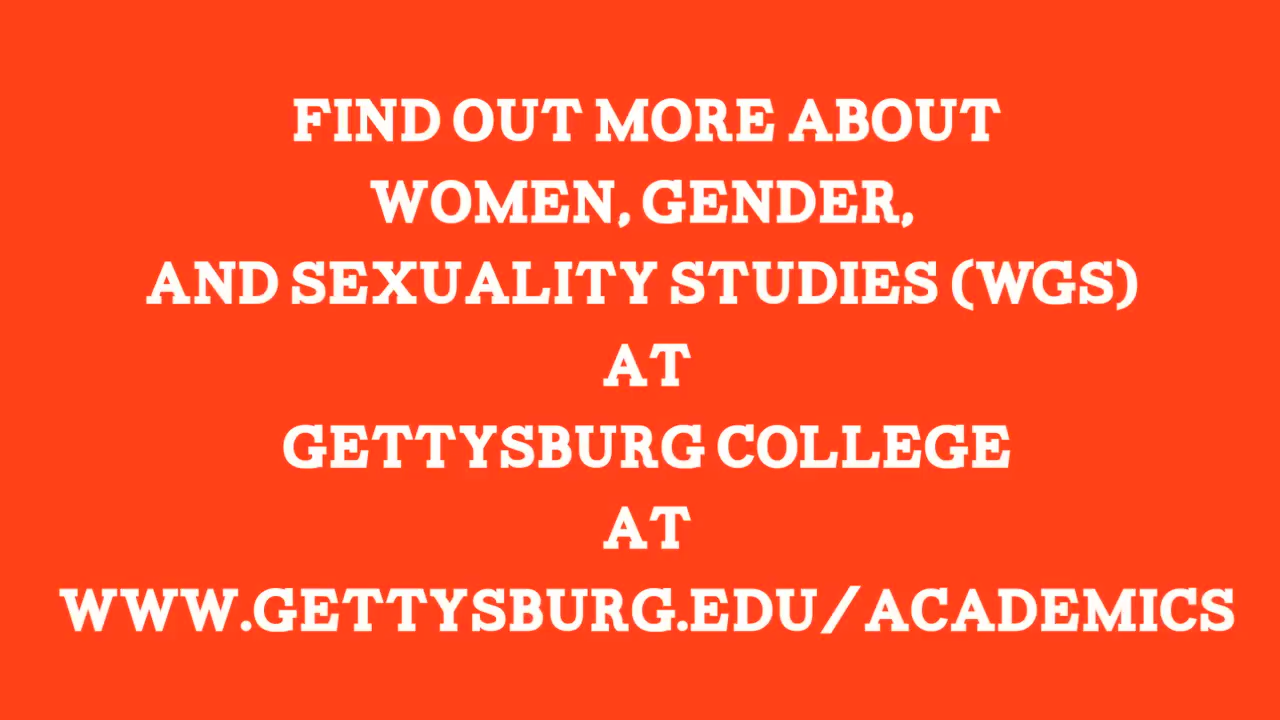 FIND OUT MORE ABOUT
WOMEN, GENDER,
AND SEXUALITY STUDIES (WGS)
AT
GETTYSBURG COLLEGE
AT
WWW.GETTYSBURG.EDU/ACADEMICS